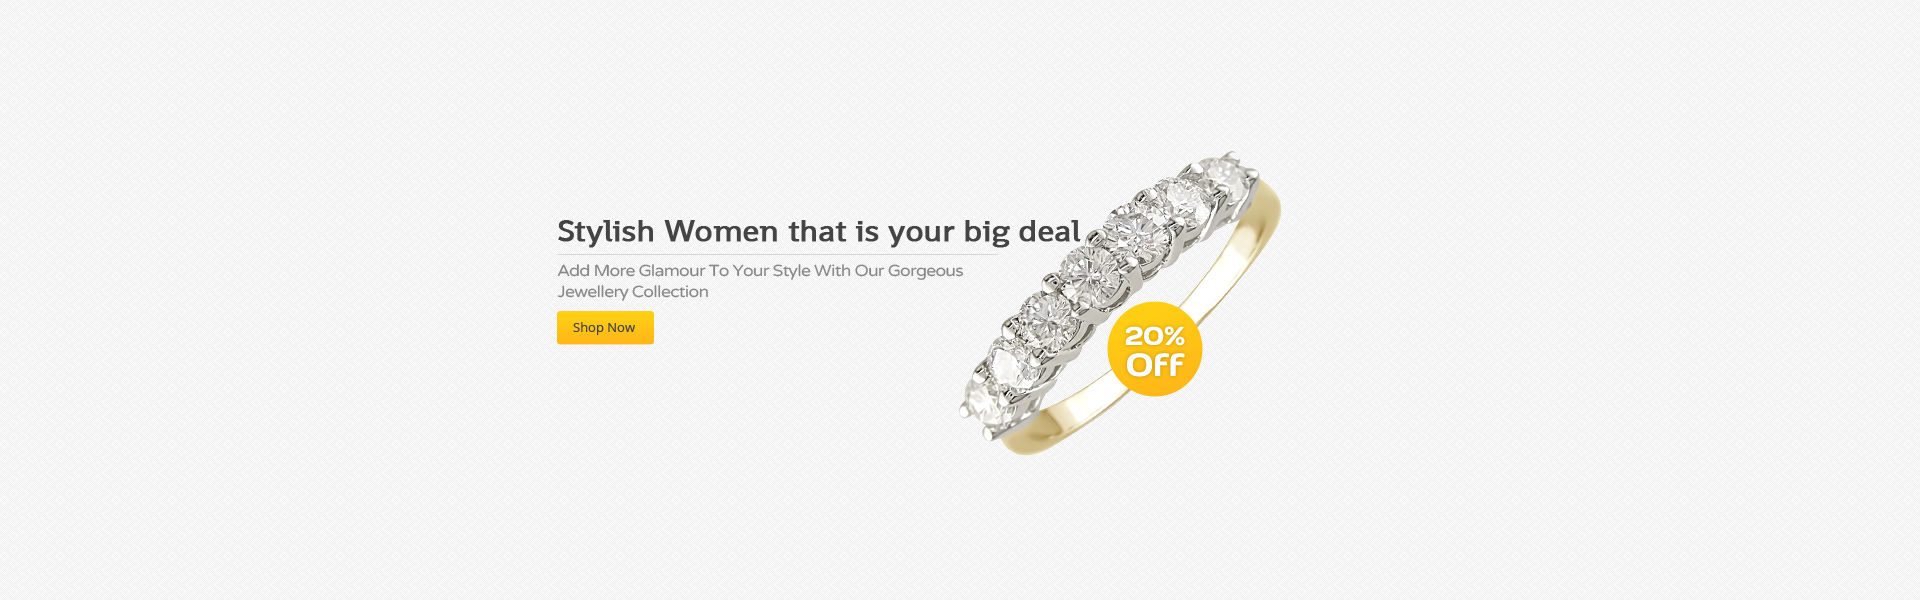 Stylish Women that is your big deal
Add More Glamour To Your Style With Our Gorgeous
Jewellery Collection
Shop Now
20%
OFF